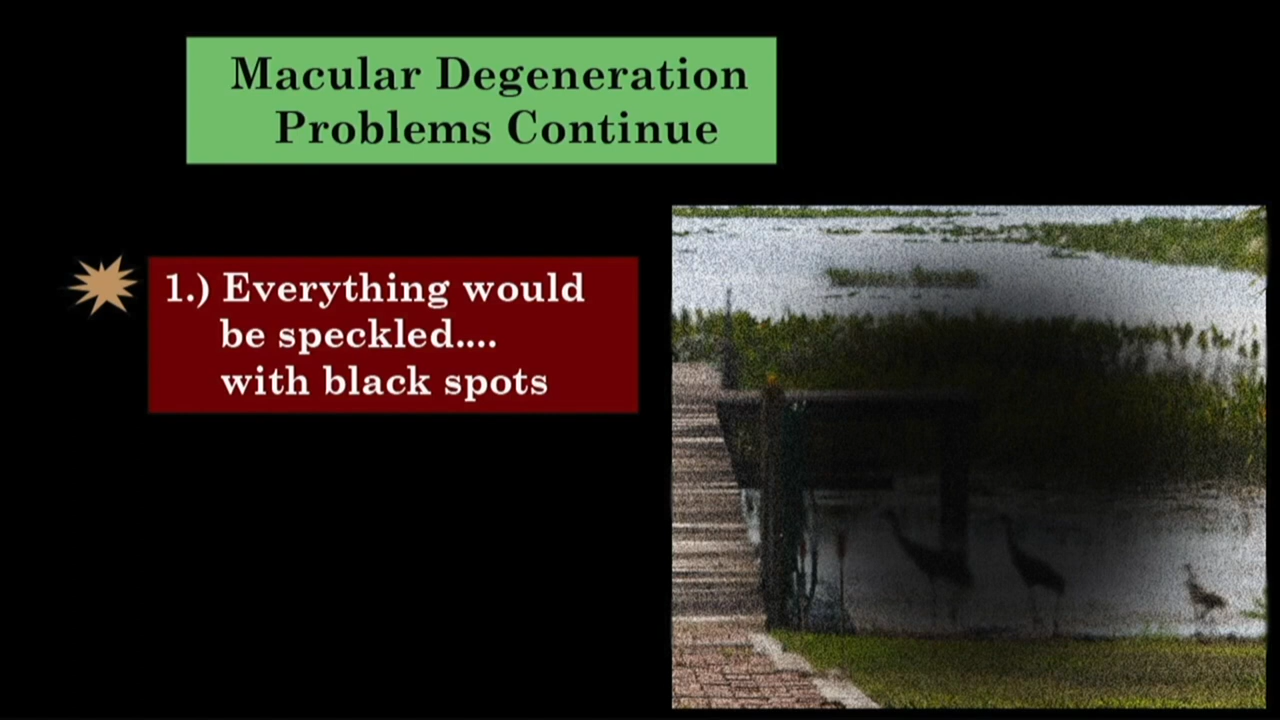 Macular Degeneration
Problems Continue
1.) Everything would
be speckled....
with black spots